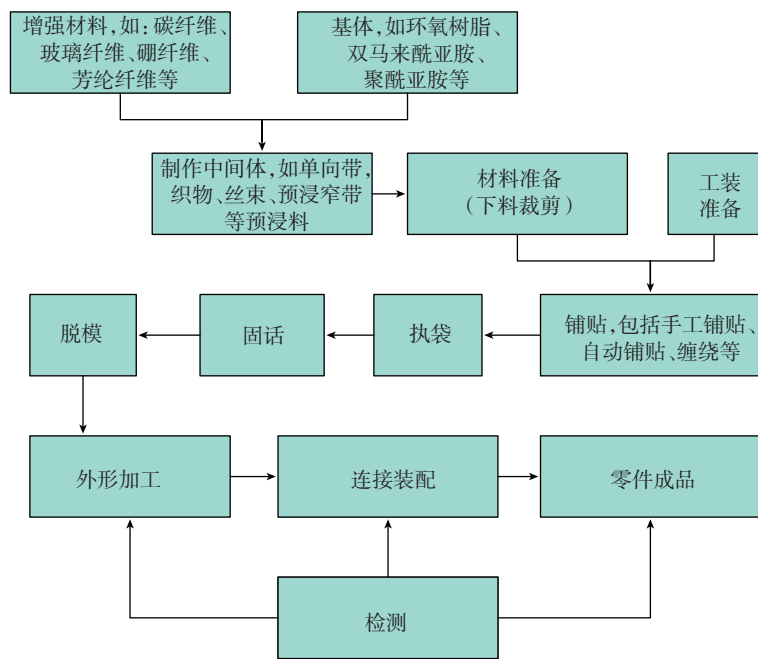 增强材料,如:碳纤维、
玻璃纤维、硼纤维、
芳纶纤维等
基体,如环氧树脂、
双马来酰亚胺、
聚酰亚胺等
制作中间体,如单向带,
织物、丝束、预浸窄带
等预浸料
材料准备
(下料裁剪)
工装
准备
铺贴,包括手工铺贴、
自动铺贴、缠绕等
执袋
固话
脱模
外形加工
连接装配
零件成品
检测